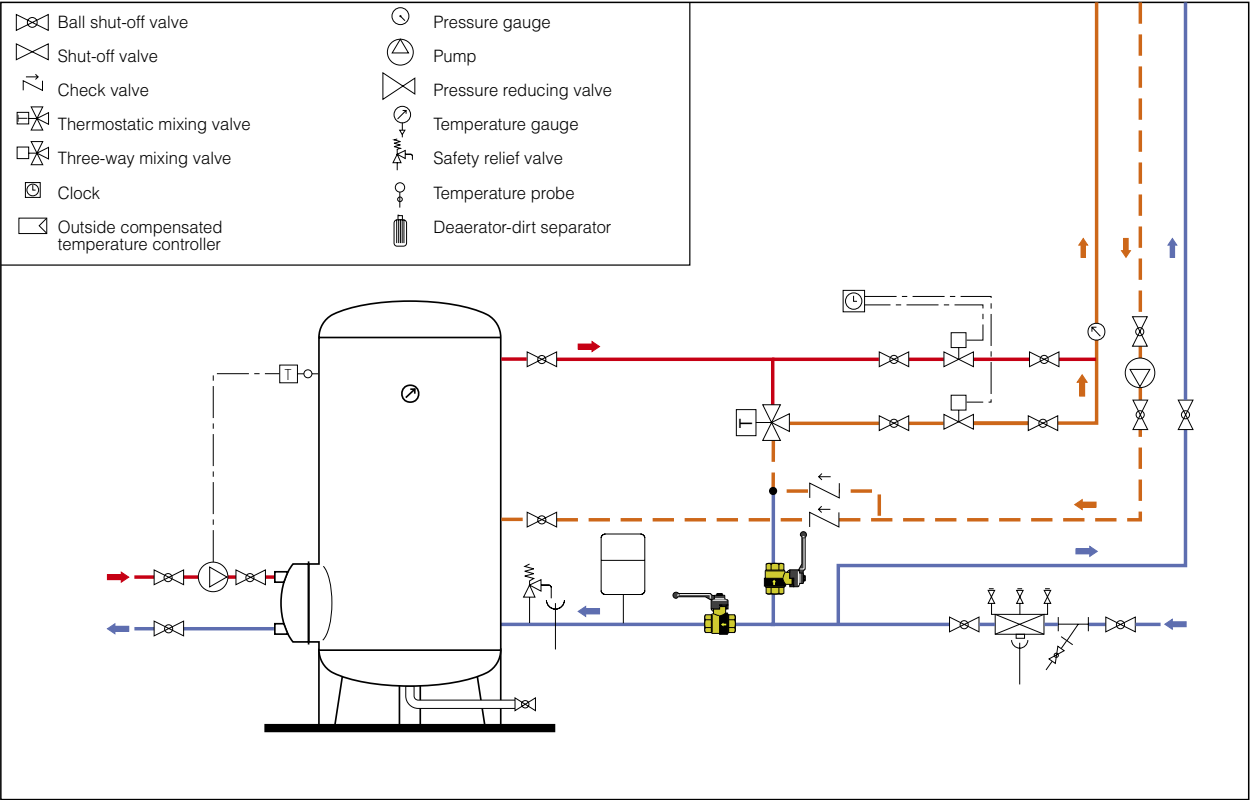 Ball shut-off valve
Shut-off valve
Check valve
Thermostatic mixing valve
Three-way mixing valve
Clock
Outside compensated
temperature controller
Pressure gauge
Pump
Pressure reducing valve
Temperature gauge
Safety relief valve
Temperature probe
Deaerator-dirt separator
T
T